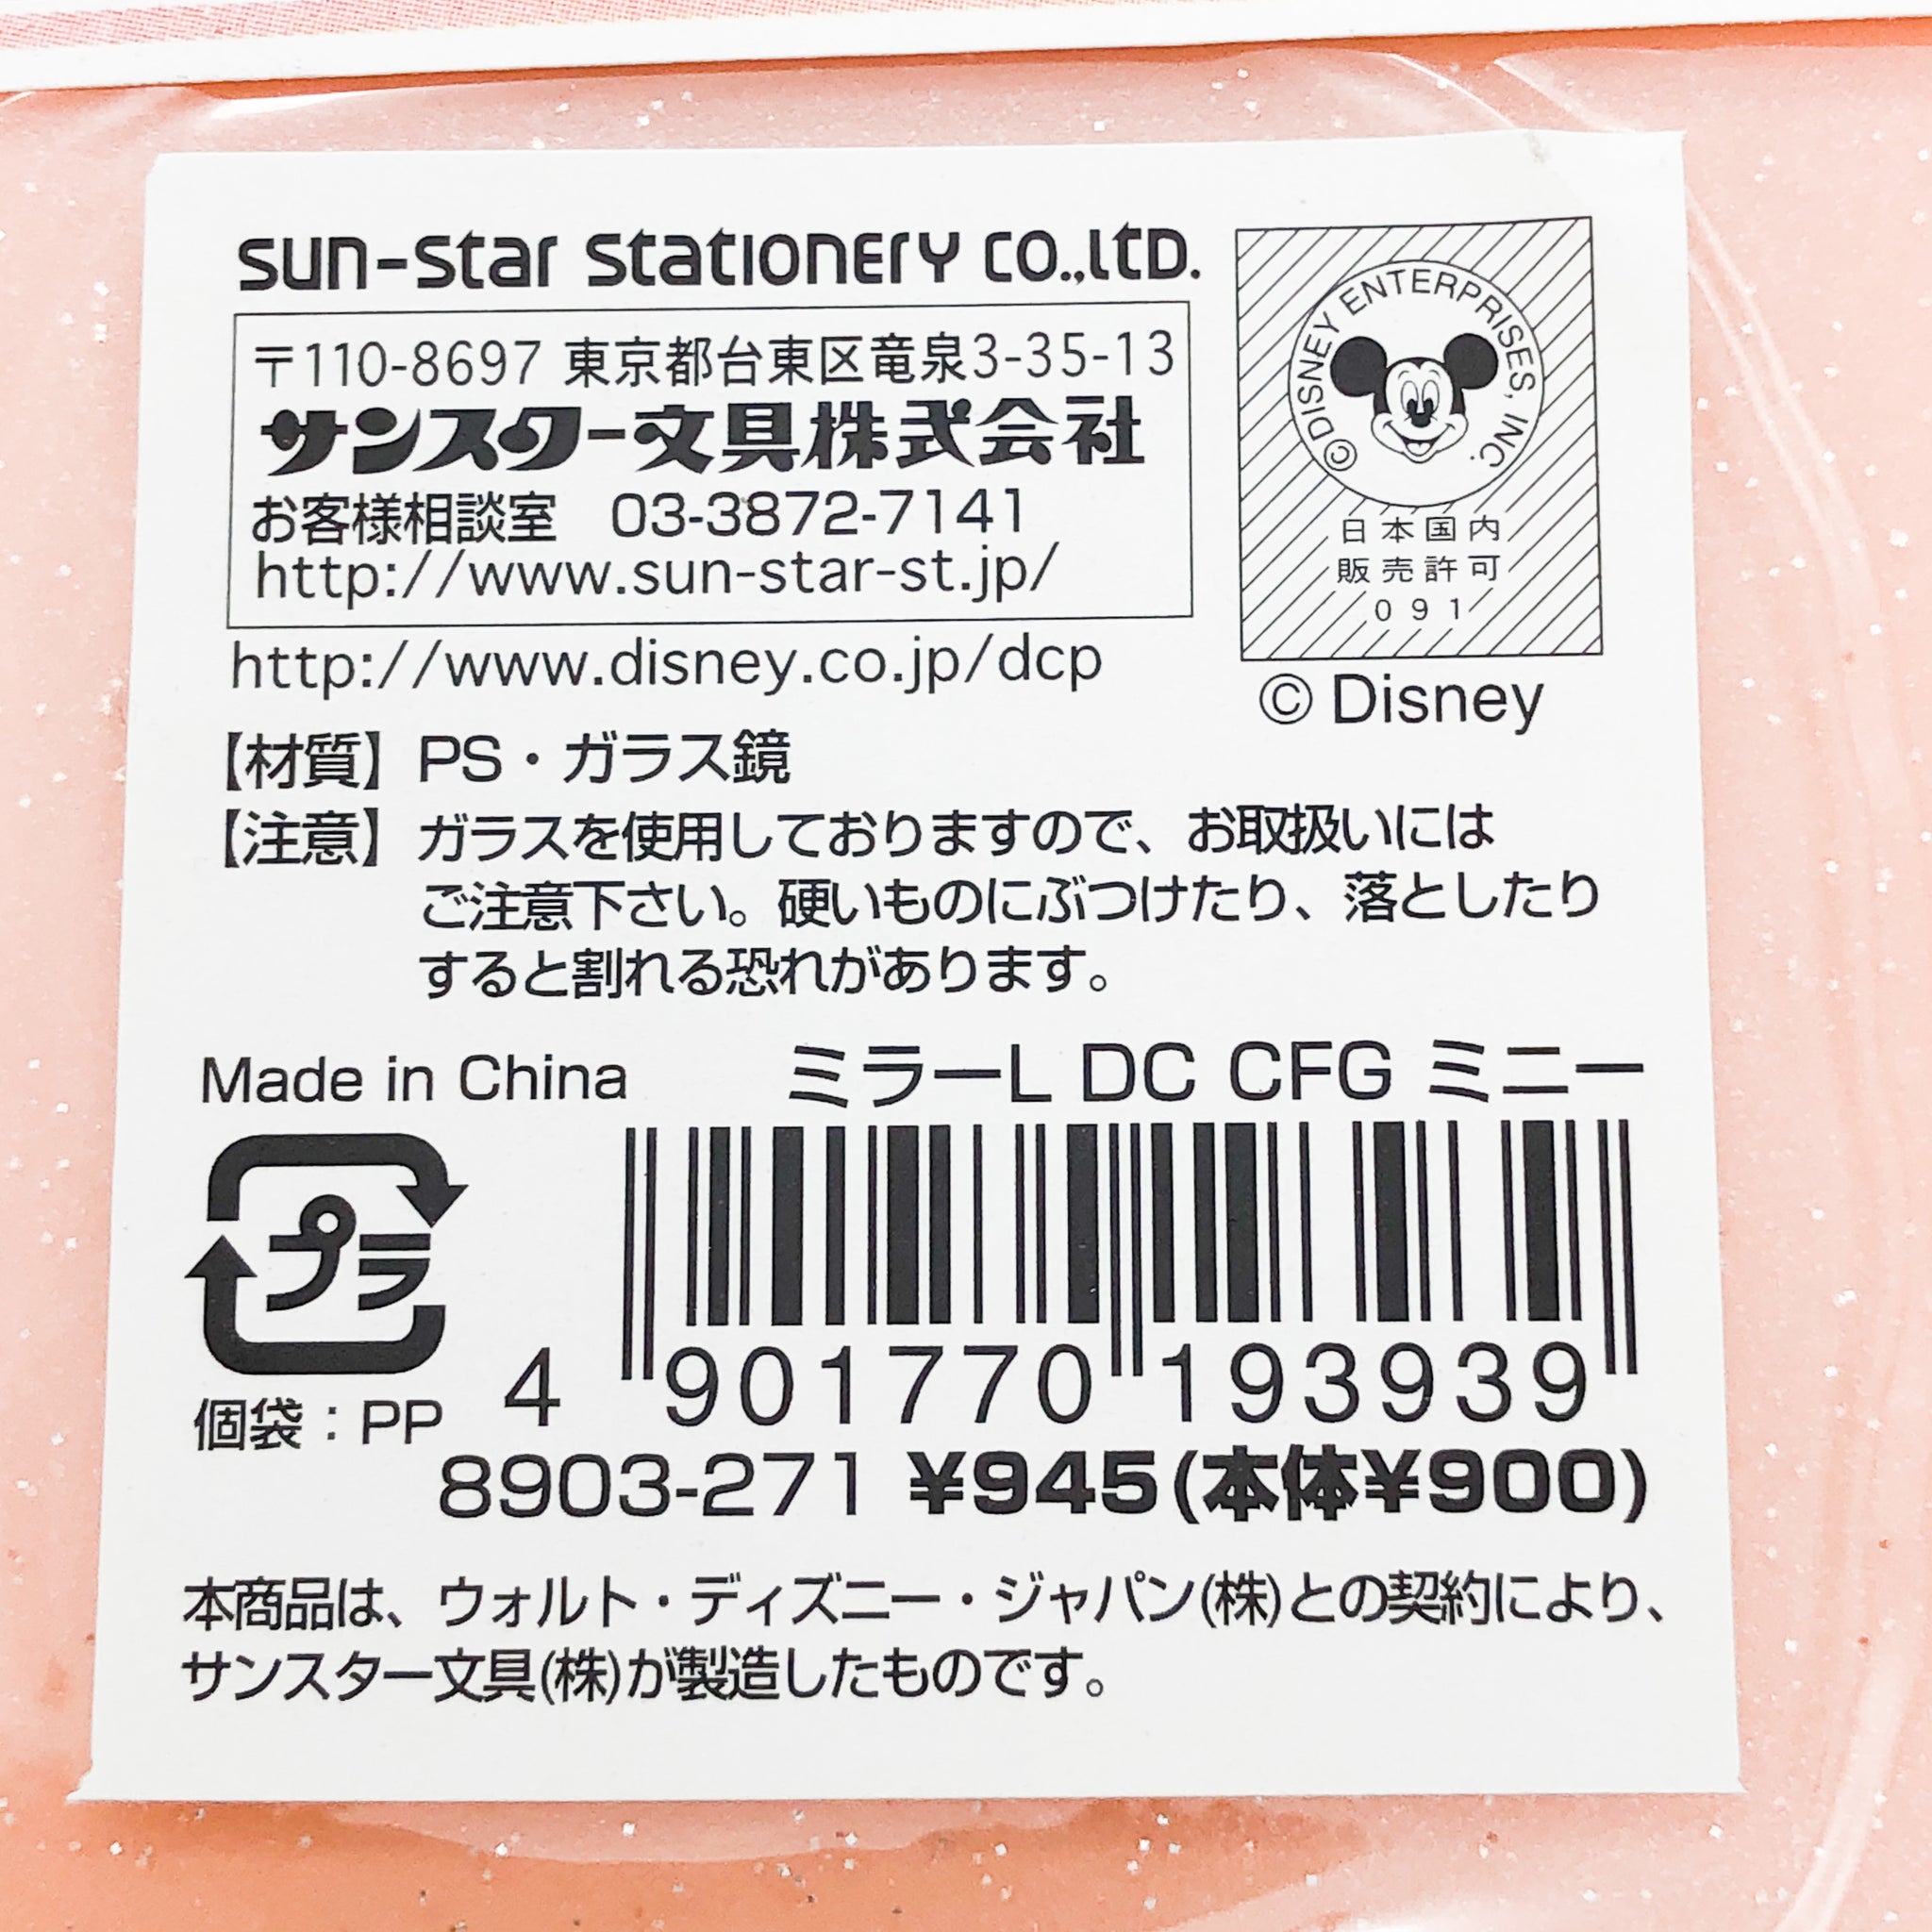 sun-star Stationery CO.,LTD.
〒110-8697 東京都台東区竜泉3-35-13
サンスター文具株式会社
お客様相談室 03-3872-7141
http://www.sun-star-st.jp/
http://www.disney.co.jp/dcp
© DISNEY ENTERPRISES, INC.
日本国内
販売許可
091
© Disney
【材質】PS・ガラス鏡
【注意】ガラスを使用しておりますので、お取扱いには
ご注意下さい。硬いものにぶつけたり、落としたり
すると割れる恐れがあります。
Made in China
ミラーL DC CFG ミニー
プラ
個袋：PP
4 901770 193939
8903-271 ¥945(本体¥900)
本商品は、ウォルト・ディズニー・ジャパン(株)との契約により、
サンスター文具(株)が製造したものです。